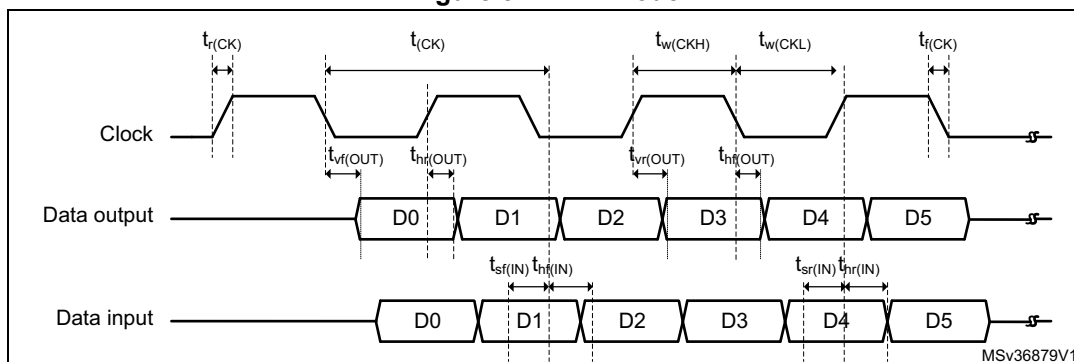 t(CK)
tr(CK) tw(CKH) tw(CKL) tf(CK)
Clock
tvf(OUT) thr(OUT) tvr(OUT) thf(OUT)
Data output D0 D1 D2 D3 D4 D5
tsf(IN) thf(IN) tsr(IN) thr(IN)
Data input D0 D1 D2 D3 D4 D5
MSv36879V1